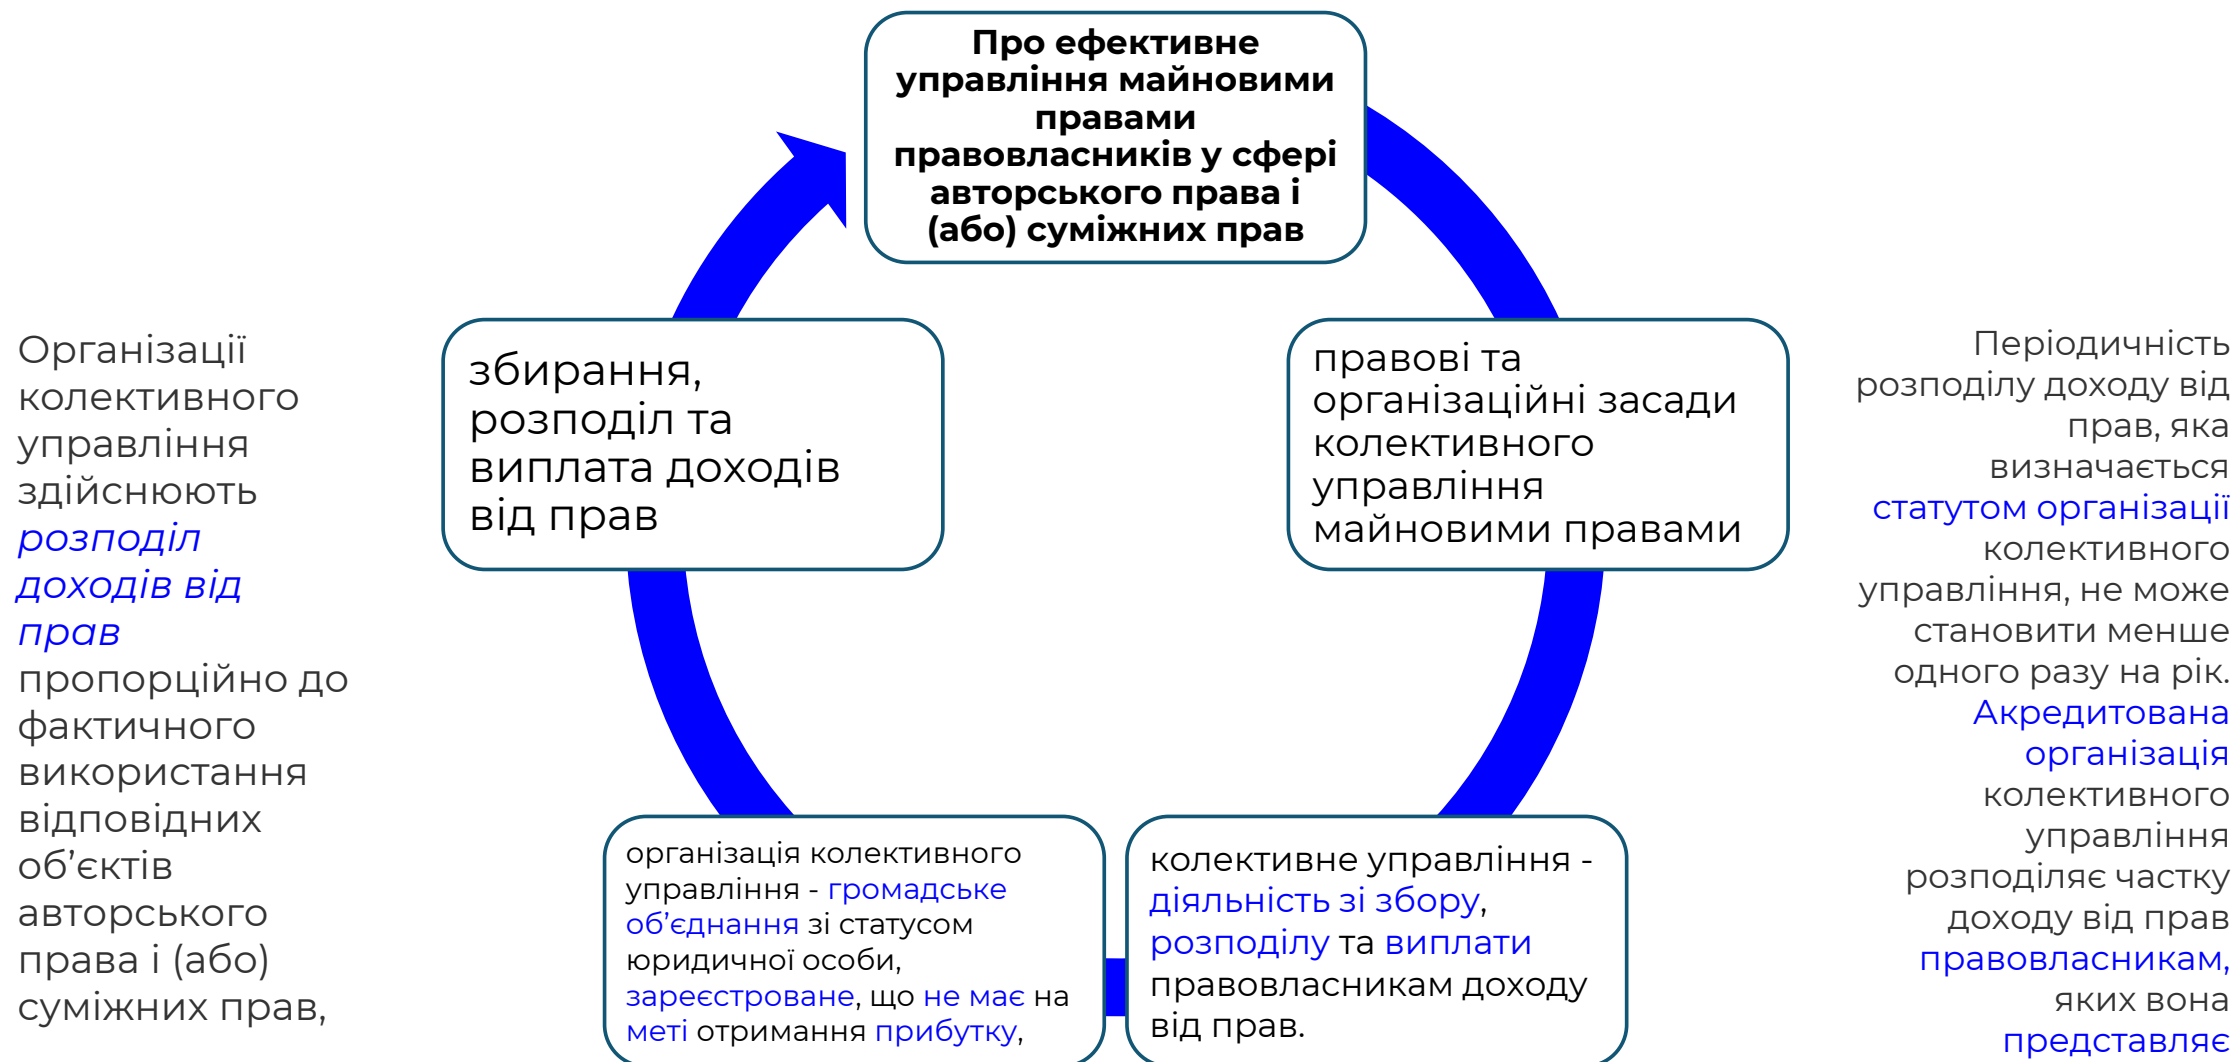 Про ефективне
управління майновими
правами
правовласників у сфері
авторського права і
(або) суміжних прав
Організації
колективного
управління
здійснюють
розподіл
доходів від
прав
пропорційно до
фактичного
використання
відповідних
об’єктів
авторського
права і (або)
суміжних прав,
збирання,
розподіл та
виплата доходів
від прав
правові та
організаційні засади
колективного
управління
майновими правами
організація колективного
управління - громадське
об’єднання зі статусом
юридичної особи,
зареєстроване, що не має на
меті отримання прибутку,
колективне управління -
діяльність зі збору,
розподілу та виплати
правовласникам доходу
від прав.
Періодичність
розподілу доходу від
прав, яка
визначається
статутом організації
колективного
управління, не може
становити менше
одного разу на рік.
Акредитована
організація
колективного
управління
розподіляє частку
доходу від прав
правовласникам,
яких вона
представляє